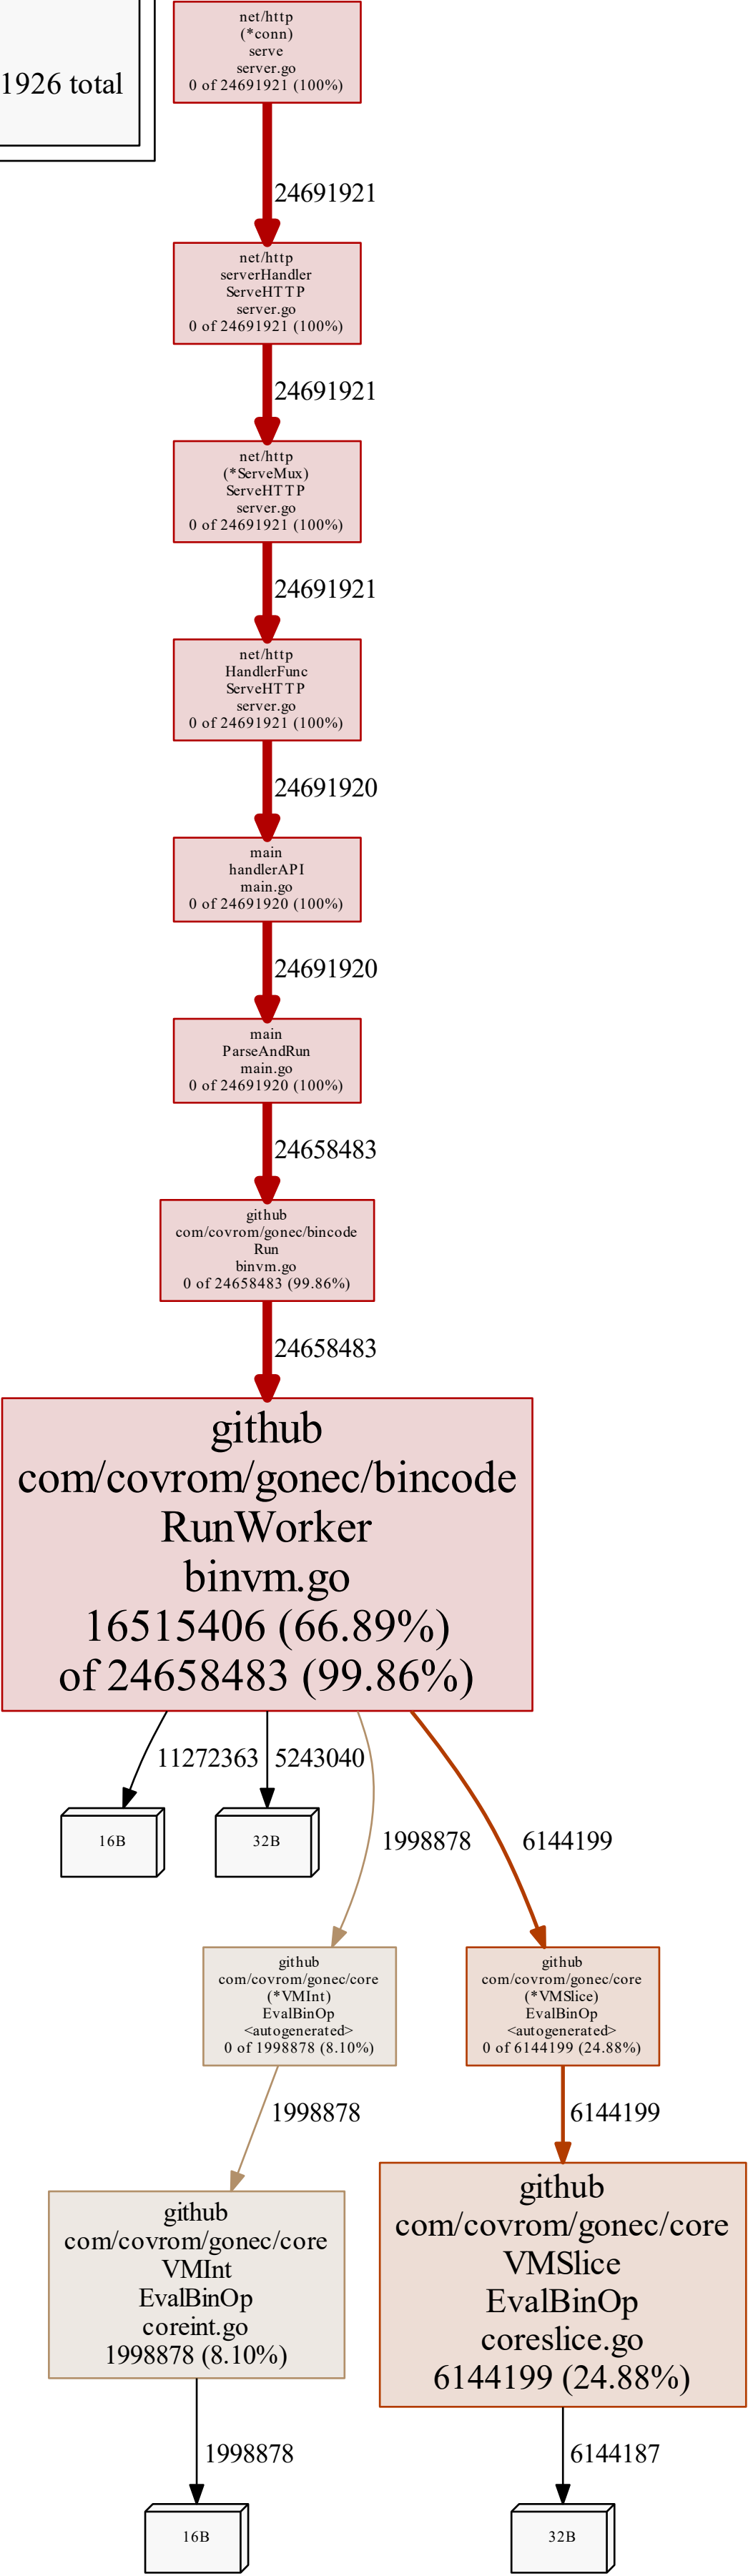 1926 total
net/http
(*conn)
serve
server.go
0 of 24691921 (100%)
24691921
net/http
serverHandler
ServeHTTP
server.go
0 of 24691921 (100%)
24691921
net/http
(*ServeMux)
ServeHTTP
server.go
0 of 24691921 (100%)
24691921
net/http
HandlerFunc
ServeHTTP
server.go
0 of 24691921 (100%)
24691920
main
handlerAPI
main.go
0 of 24691920 (100%)
24691920
main
ParseAndRun
main.go
0 of 24691920 (100%)
24658483
github
com/covrom/gonec/bincode
Run
binvm.go
0 of 24658483 (99.86%)
24658483
github
com/covrom/gonec/bincode
RunWorker
binvm.go
16515406 (66.89%)
of 24658483 (99.86%)
11272363
5243040
16B
32B
1998878
6144199
github
com/covrom/gonec/core
(*VMInt)
EvalBinOp
<autogenerated>
0 of 1998878 (8.10%)
github
com/covrom/gonec/core
(*VMSlice)
EvalBinOp
<autogenerated>
0 of 6144199 (24.88%)
1998878
6144199
github
com/covrom/gonec/core
VMInt
EvalBinOp
coreint.go
1998878 (8.10%)
github
com/covrom/gonec/core
VMSlice
EvalBinOp
coreslice.go
6144199 (24.88%)
1998878
6144187
16B
32B